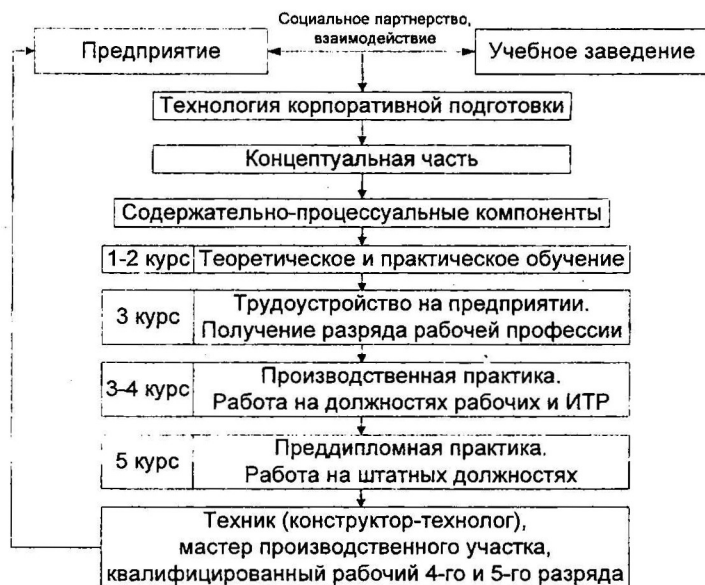 Социальное партнерство,
взаимодействие
Предприятие
Учебное заведение
Технология корпоративной подготовки
Концептуальная часть
Содержательно-процессуальные компоненты
1-2 курс Теоретическое и практическое обучение
3 курс
Трудоустройство на предприятии.
Получение разряда рабочей профессии
3-4 курс
Производственная практика.
Работа на должностях рабочих и ИТР
5 курс
Преддипломная практика.
Работа на штатных должностях
Техник (конструктор-технолог),
мастер производственного участка,
квалифицированный рабочий 4-го и 5-го разряда